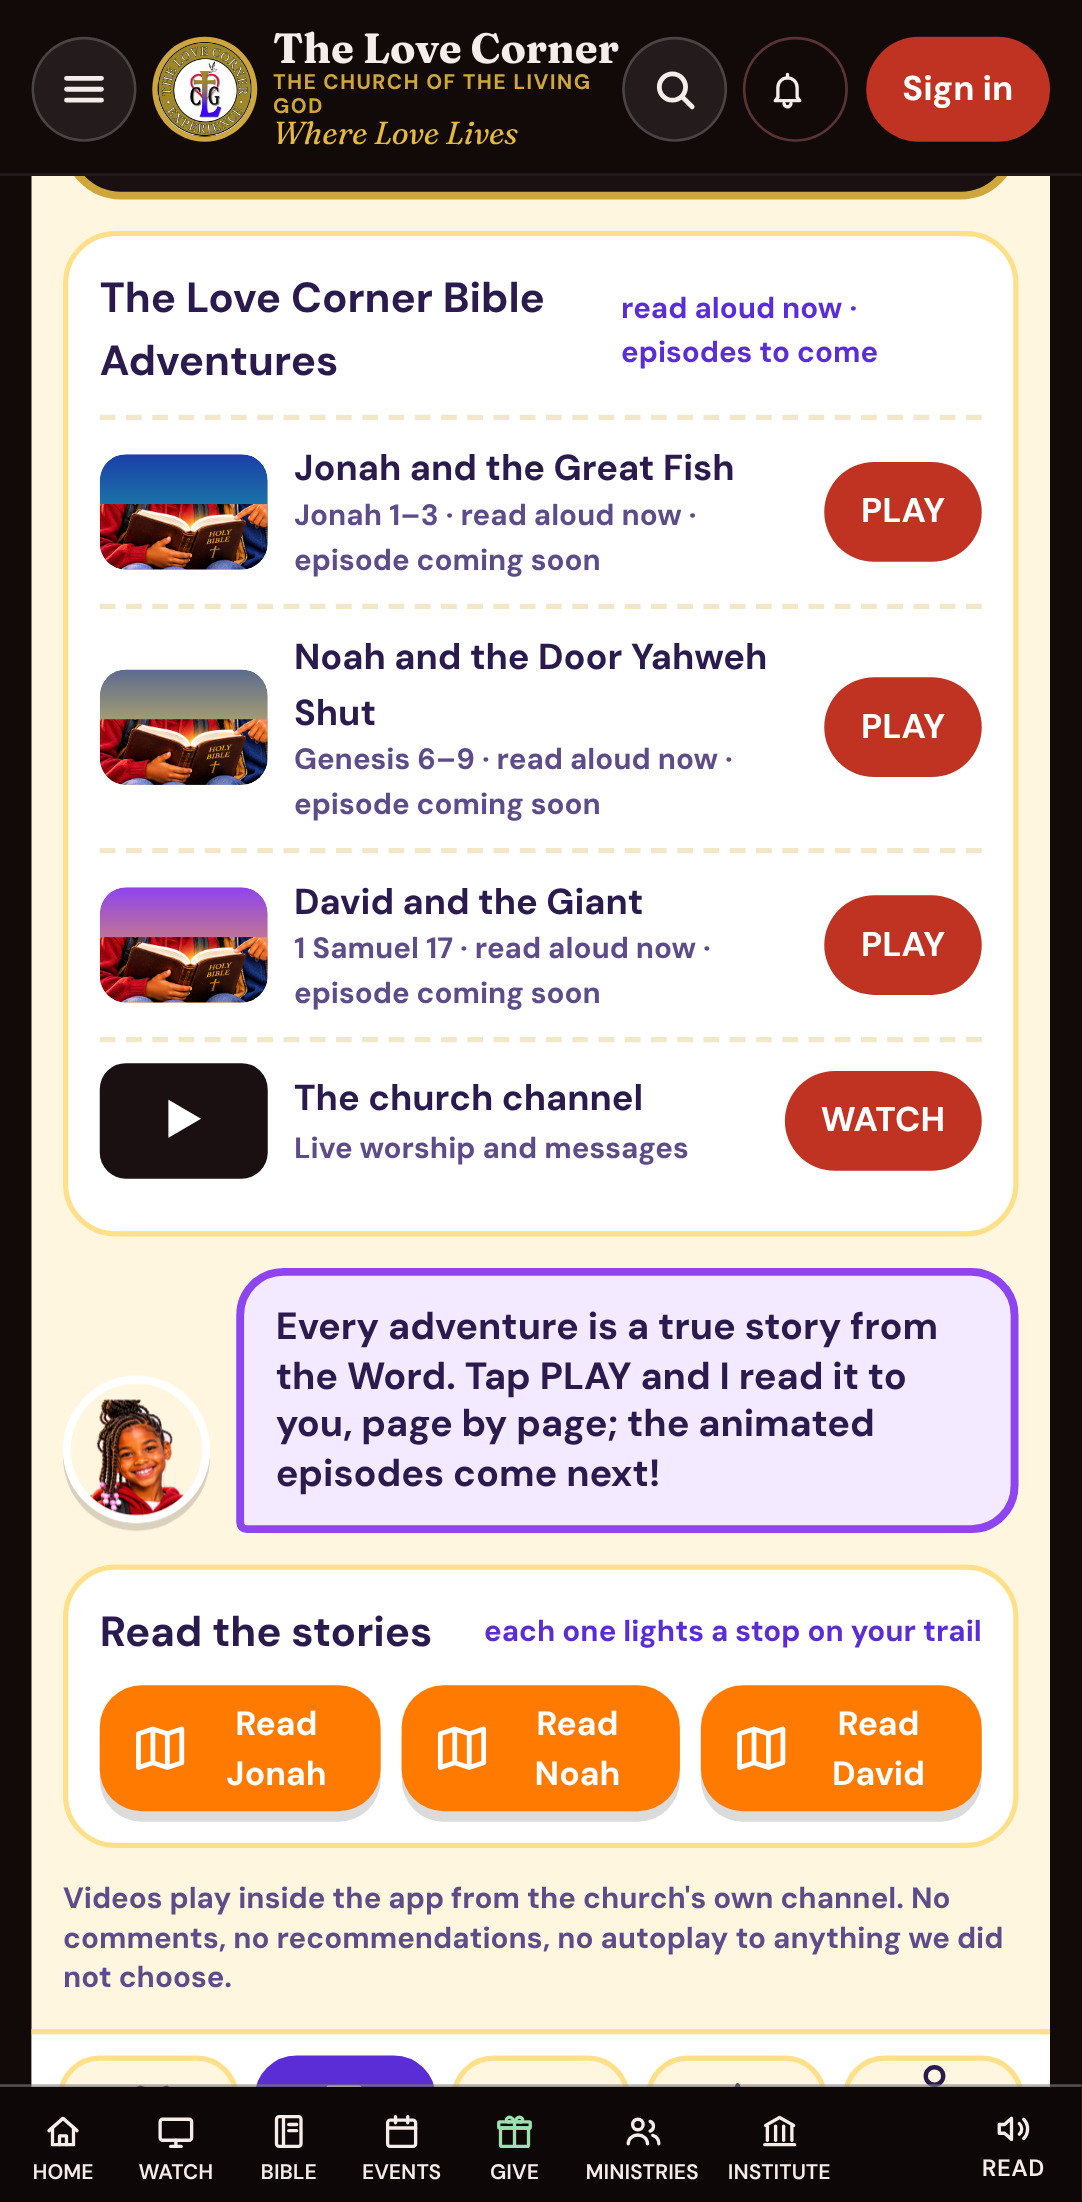 The Love Corner
THE CHURCH OF THE LIVING
GOD
Where Love Lives
Sign in
The Love Corner Bible
Adventures
read aloud now ·
episodes to come
Jonah and the Great Fish
Jonah 1–3 · read aloud now ·
episode coming soon
PLAY
HOLY
BIBLE
Noah and the Door Yahweh
Shut
Genesis 6–9 · read aloud now ·
episode coming soon
PLAY
HOLY
BIBLE
David and the Giant
1 Samuel 17 · read aloud now ·
episode coming soon
PLAY
HOLY
BIBLE
The church channel
Live worship and messages
WATCH
Every adventure is a true story from
the Word. Tap PLAY and I read it to
you, page by page; the animated
episodes come next!
Read the stories
each one lights a stop on your trail
Read
Jonah
Read
Noah
Read
David
Videos play inside the app from the church's own channel. No
comments, no recommendations, no autoplay to anything we did
not choose.
HOME
WATCH
BIBLE
EVENTS
GIVE
MINISTRIES
INSTITUTE
READ